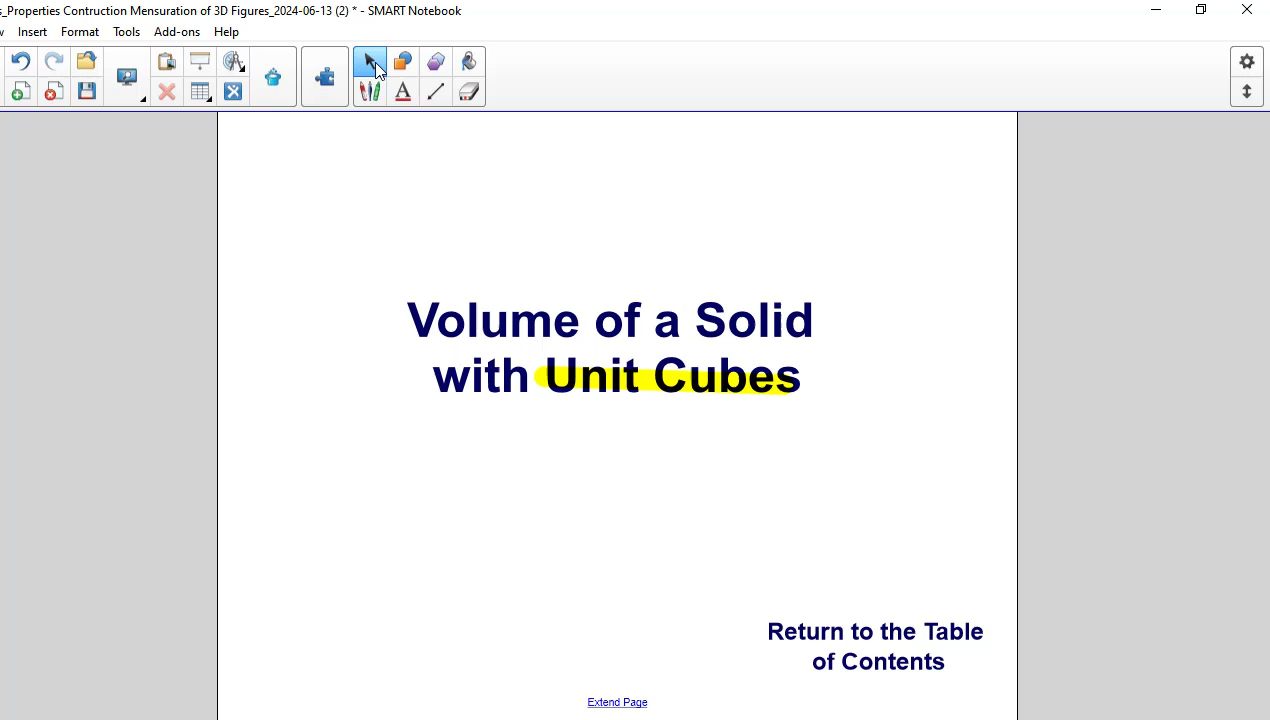 s_Properties Contruction Mensuration of 3D Figures_2024-06-13 (2) * - SMART Notebook
Insert Format Tools Add-ons Help
Volume of a Solid
with Unit Cubes
Return to the Table
of Contents
Extend Page